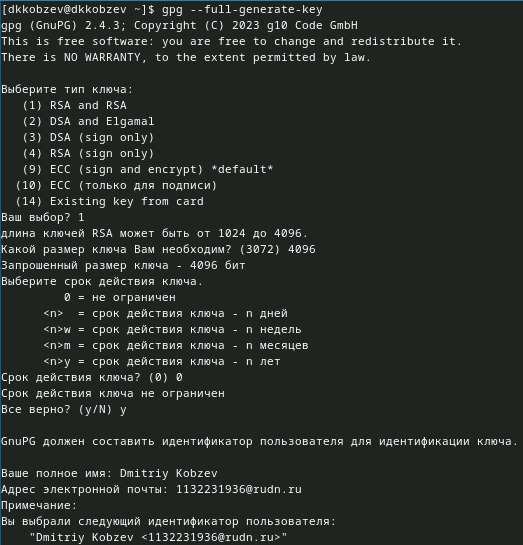 [dkkobzev@dkkobzev ~]$ gpg --full-generate-key
gpg (GnuPG) 2.4.3; Copyright (C) 2023 g10 Code GmbH
This is free software: you are free to change and redistribute it.
There is NO WARRANTY, to the extent permitted by law.

Выберите тип ключа:
   (1) RSA and RSA
   (2) DSA and Elgamal
   (3) DSA (sign only)
   (4) RSA (sign only)
   (9) ECC (sign and encrypt) *default*
  (10) ECC (только для подписи)
  (14) Existing key from card
Ваш выбор? 1
длина ключей RSA может быть от 1024 до 4096.
Какой размер ключа Вам необходим? (3072) 4096
Запрошенный размер ключа - 4096 бит
Выберите срок действия ключа.
         0 = не ограничен
      <n>  = срок действия ключа - n дней
      <n>w = срок действия ключа - n недель
      <n>m = срок действия ключа - n месяцев
      <n>y = срок действия ключа - n лет
Срок действия ключа? (0) 0
Срок действия ключа не ограничен
Все верно? (y/N) y

GnuPG должен составить идентификатор пользователя для идентификации ключа.

Ваше полное имя: Dmitriy Kobzev
Адрес электронной почты: 1132231936@rudn.ru
Примечание:
Вы выбрали следующий идентификатор пользователя:
    "Dmitriy Kobzev <1132231936@rudn.ru>"